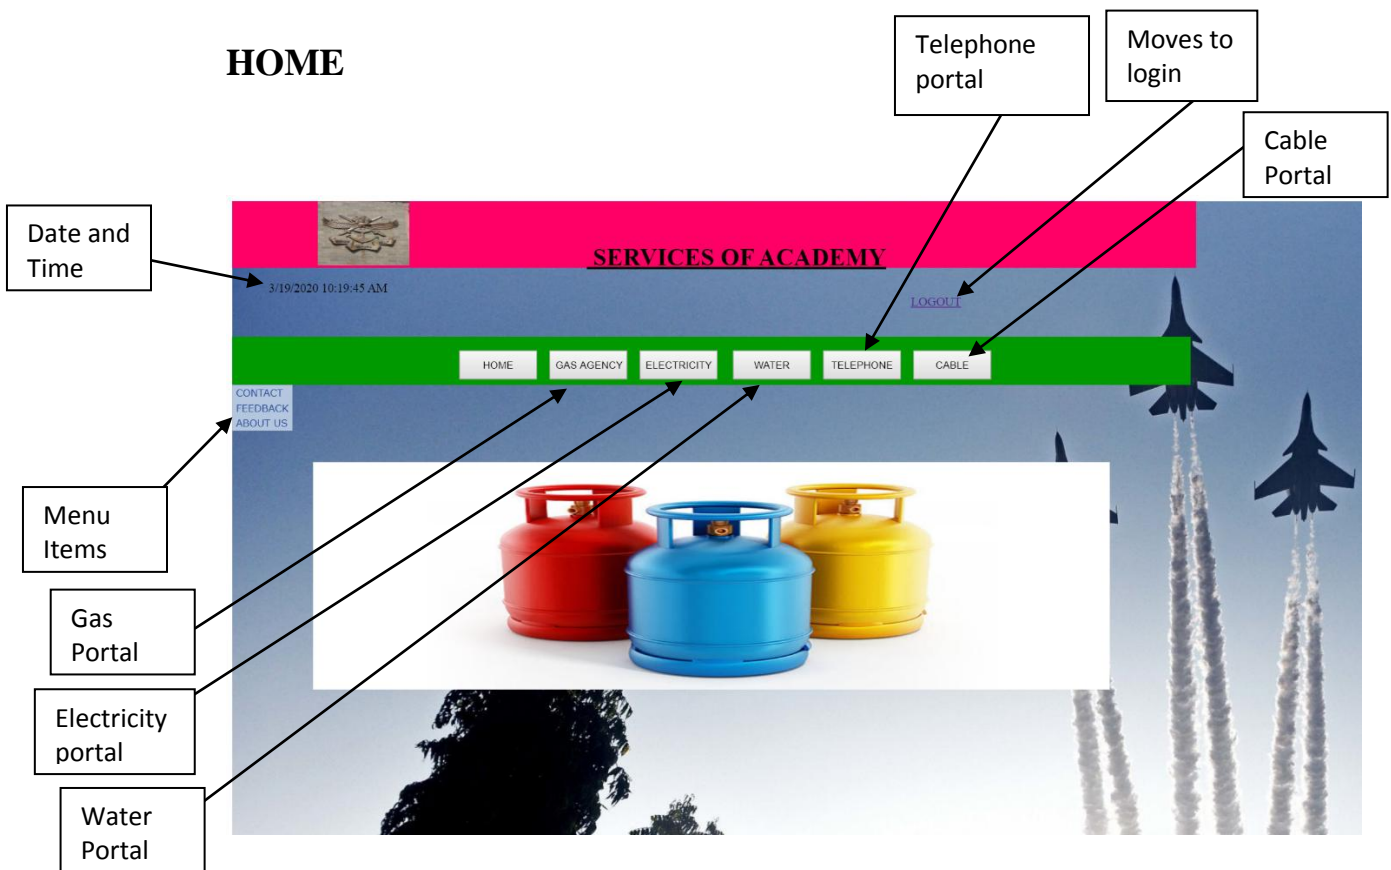 HOME
Telephone
portal
Moves to
login
Cable
Portal
Date and
Time
SERVICES OF ACADEMY
3/19/2020 10:19:45 AM
LOGOUT
HOME
GAS AGENCY
ELECTRICITY
WATER
TELEPHONE
CABLE
CONTACT
FEEDBACK
ABOUT US
Menu
Items
Gas
Portal
Electricity
portal
Water
Portal